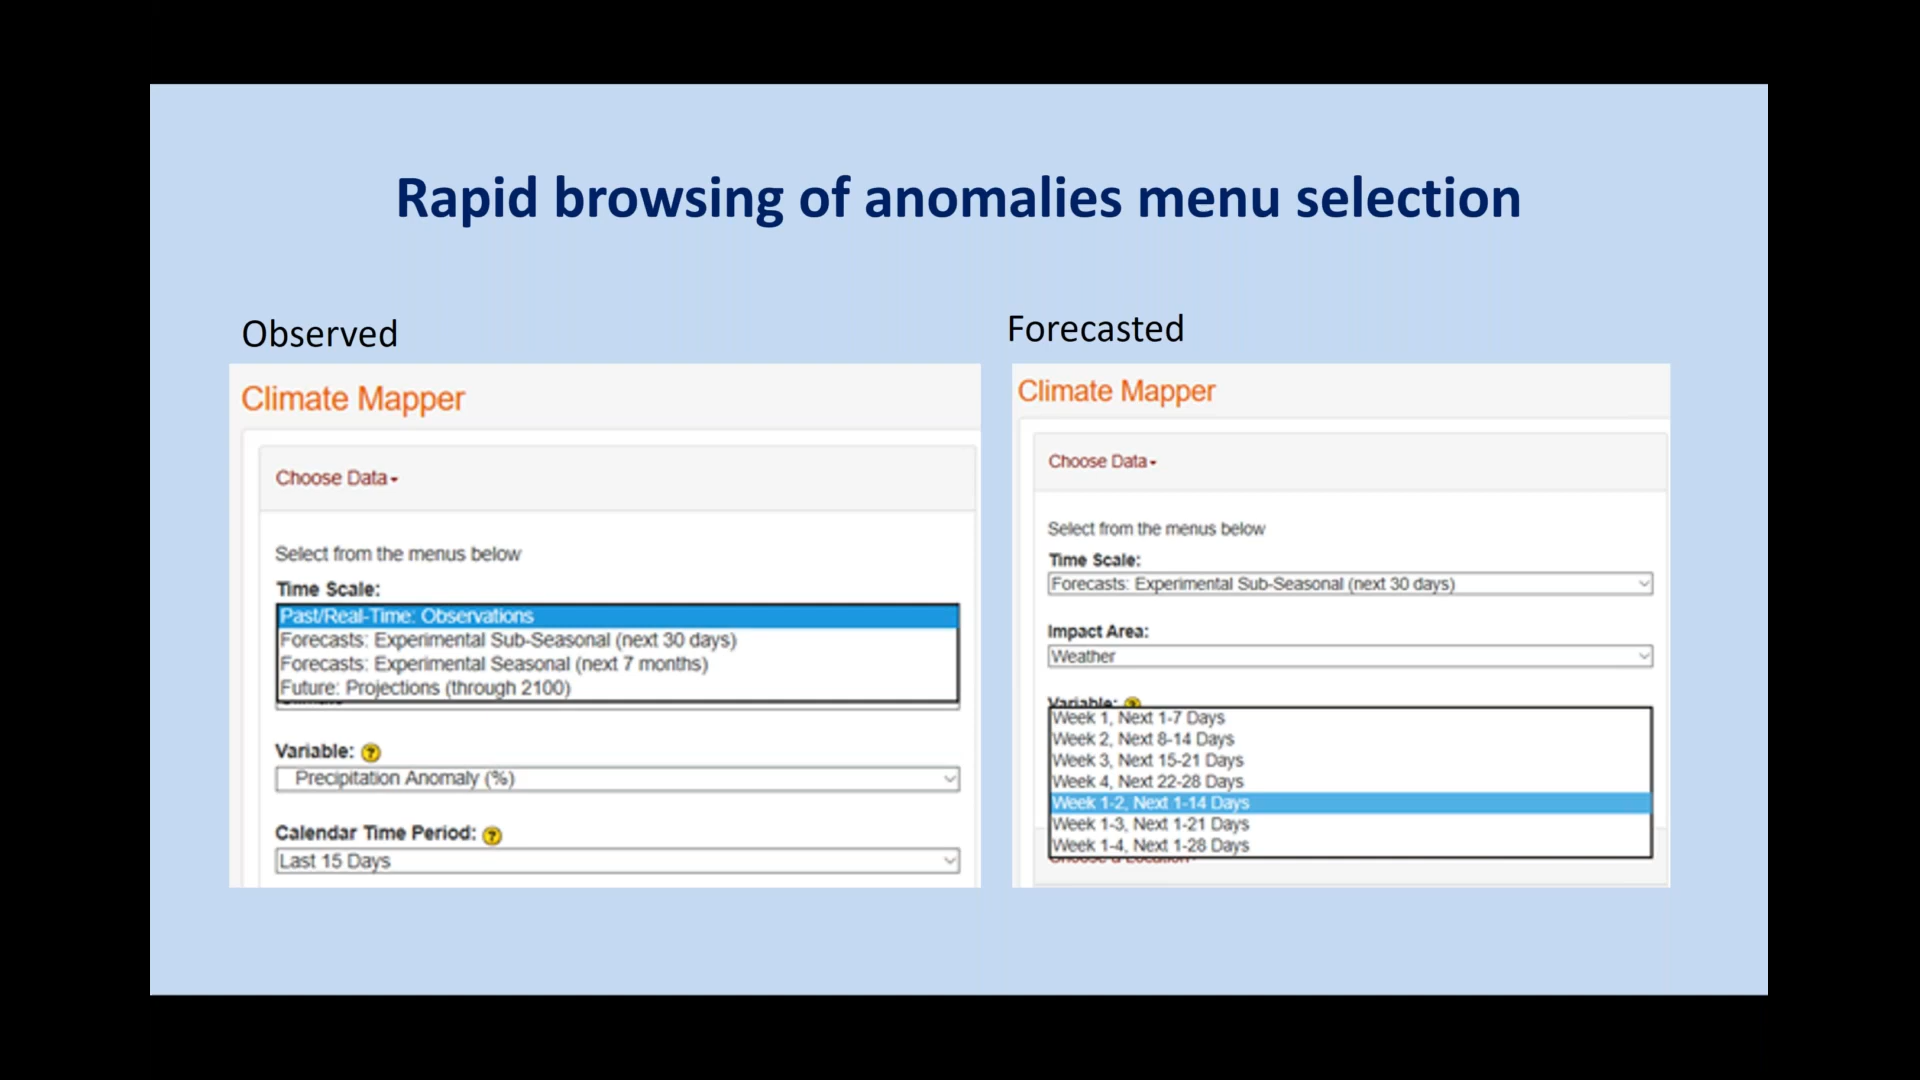 Rapid browsing of anomalies menu selection
Observed
Climate Mapper
Choose Data
Select from the menus below
Time Scale:
Past/Real-Time: Observations
Forecasts: Experimental Sub-Seasonal (next 30 days)
Forecasts: Experimental Seasonal (next 7 months)
Future: Projections (through 2100)
Variable: ?
Precipitation Anomaly (%)
Calendar Time Period: ?
Last 15 Days
Forecasted
Climate Mapper
Choose Data
Select from the menus below
Time Scale:
Forecasts: Experimental Sub-Seasonal (next 30 days)
Impact Area:
Weather
Variable: ?
Week 1, Next 1-7 Days
Week 2, Next 8-14 Days
Week 3, Next 15-21 Days
Week 4, Next 22-28 Days
Week 1-2, Next 1-14 Days
Week 1-3, Next 1-21 Days
Week 1-4, Next 1-28 Days